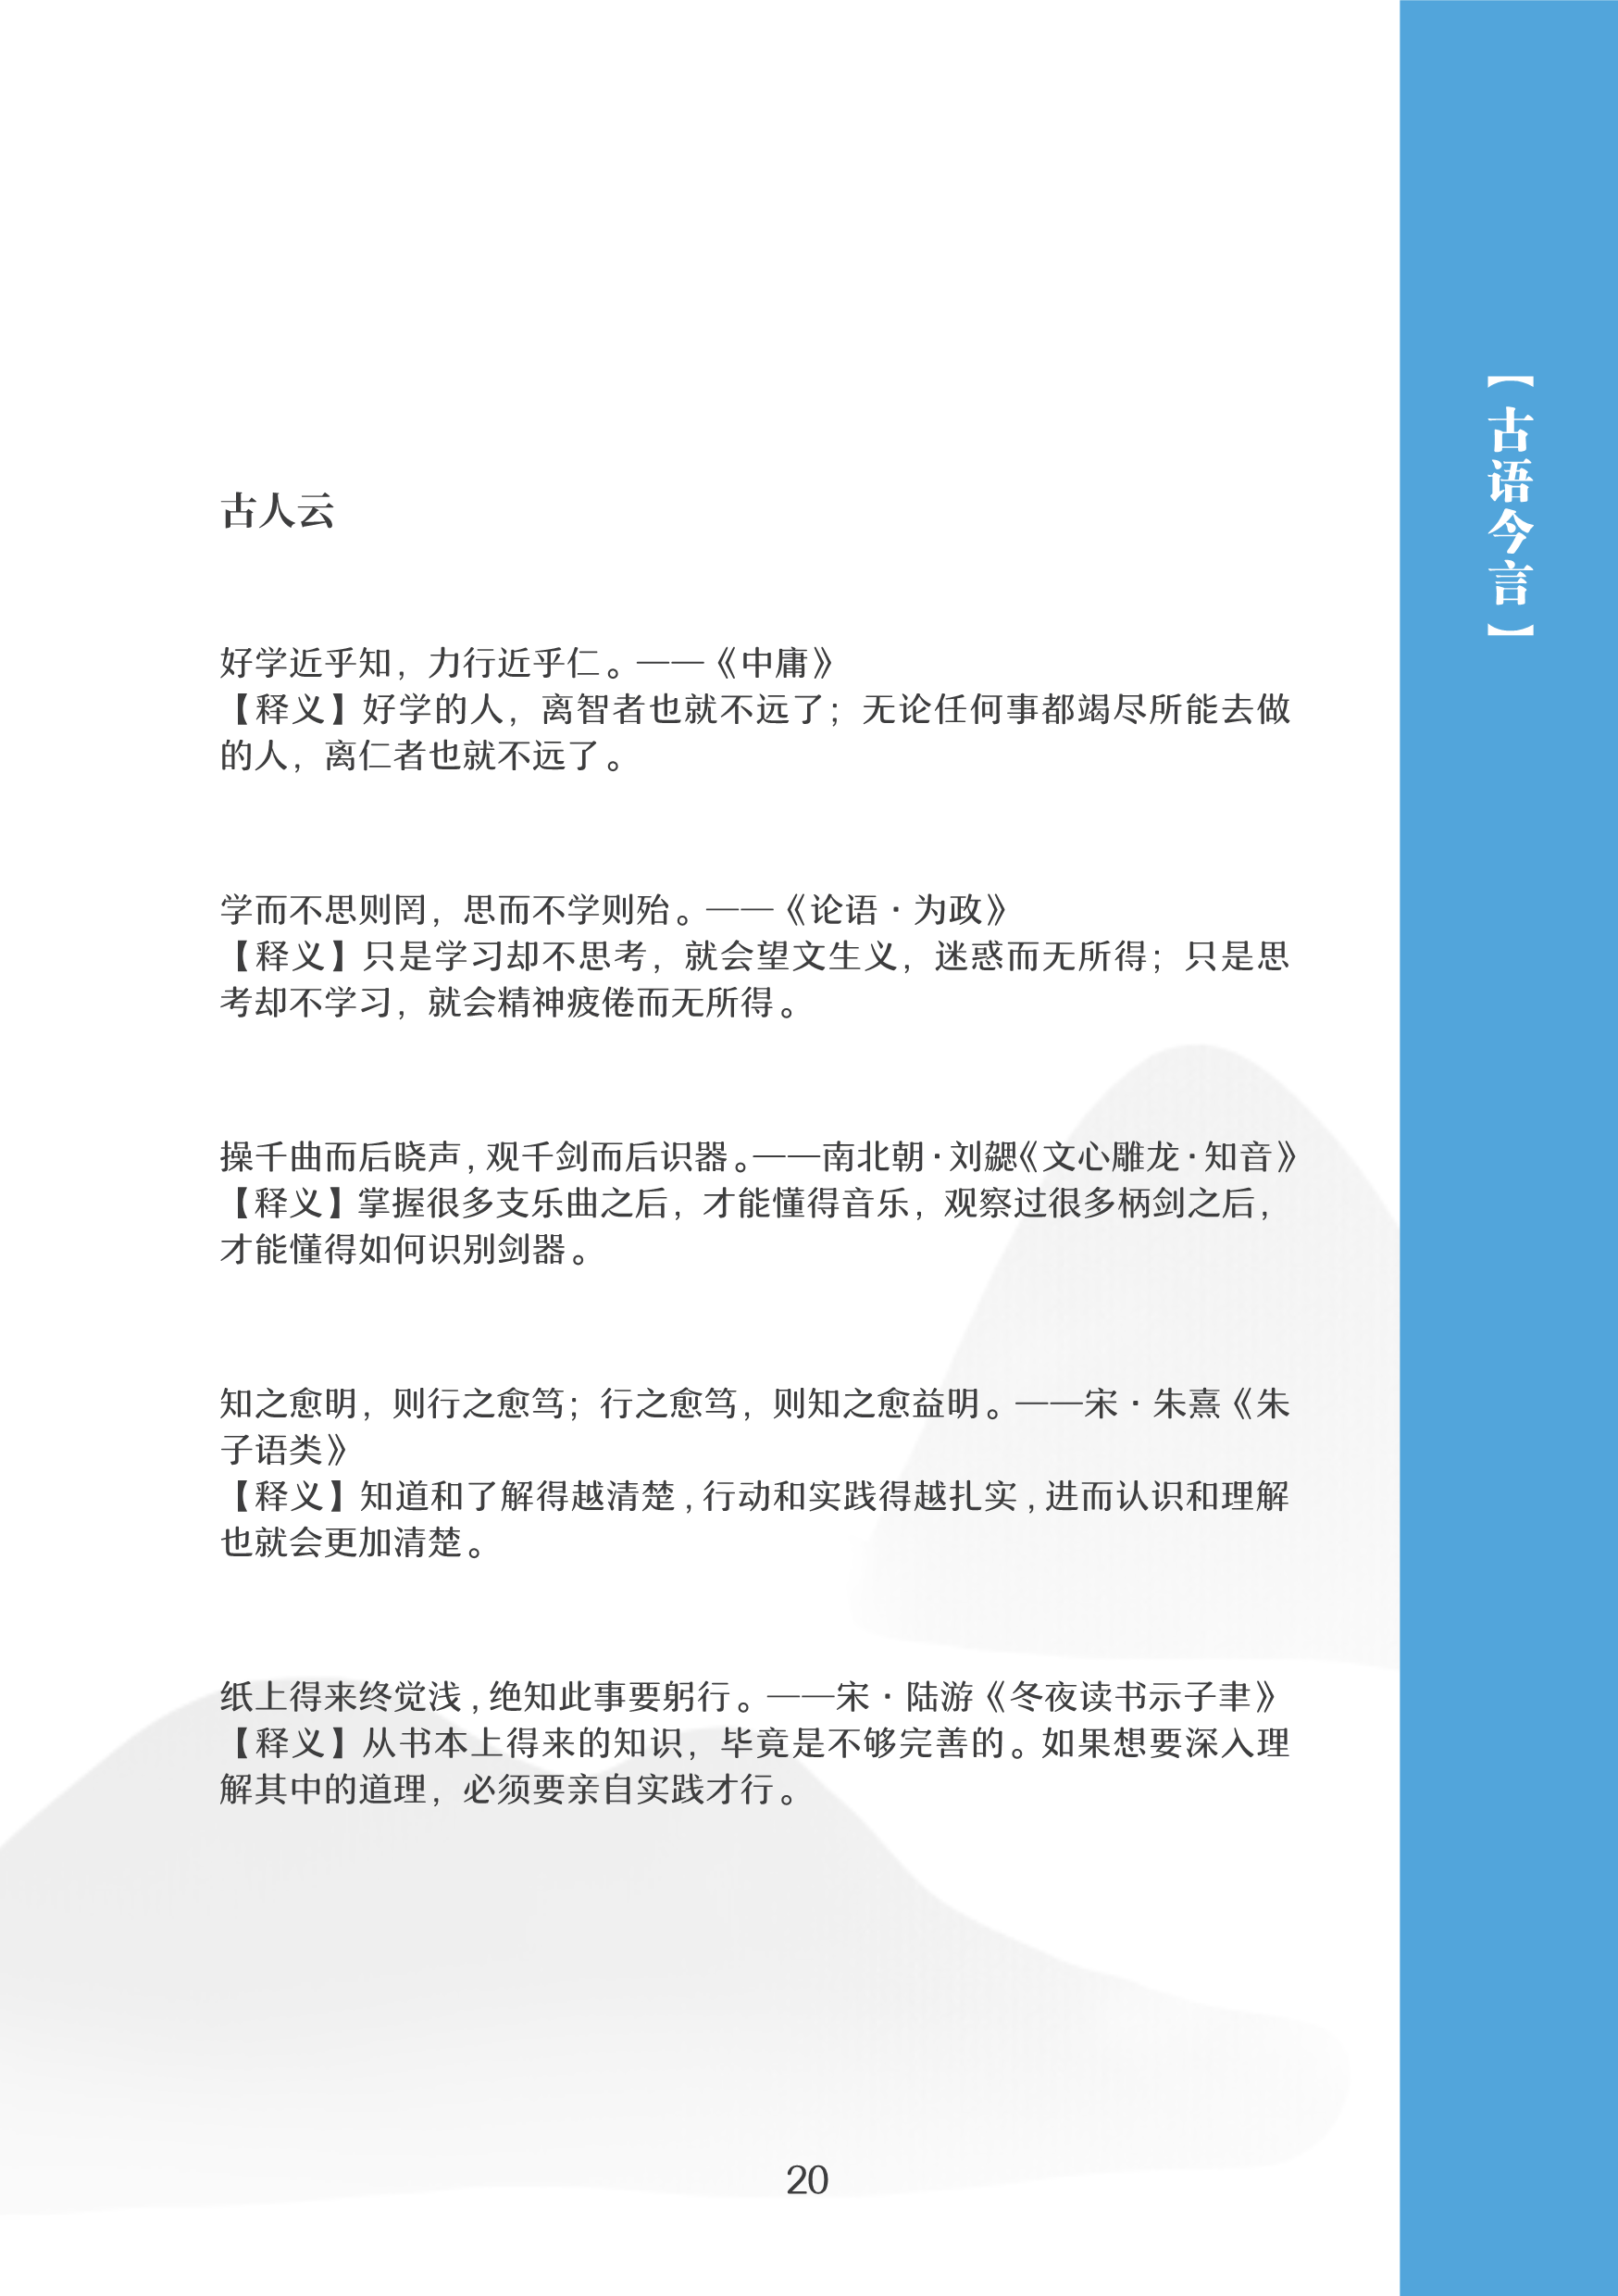 【古语今言】
古人云
好学近乎知，力行近乎仁。——《中庸》
【释义】好学的人，离智者也就不远了；无论任何事都竭尽所能去做
的人，离仁者也就不远了。
学而不思则罔，思而不学则殆。——《论语·为政》
【释义】只是学习却不思考，就会望文生义，迷惑而无所得；只是思
考却不学习，就会精神疲倦而无所得。
操千曲而后晓声,观千剑而后识器。——南北朝·刘勰《文心雕龙·知音》
【释义】掌握很多支乐曲之后，才能懂得音乐，观察过很多柄剑之后，
才能懂得如何识别剑器。
知之愈明，则行之愈笃；行之愈笃，则知之愈益明。——宋·朱熹《朱
子语类》
【释义】知道和了解得越清楚,行动和实践得越扎实,进而认识和理解
也就会更加清楚。
纸上得来终觉浅,绝知此事要躬行。——宋·陆游《冬夜读书示子聿》
【释义】从书本上得来的知识，毕竟是不够完善的。如果想要深入理
解其中的道理，必须要亲自实践才行。
20